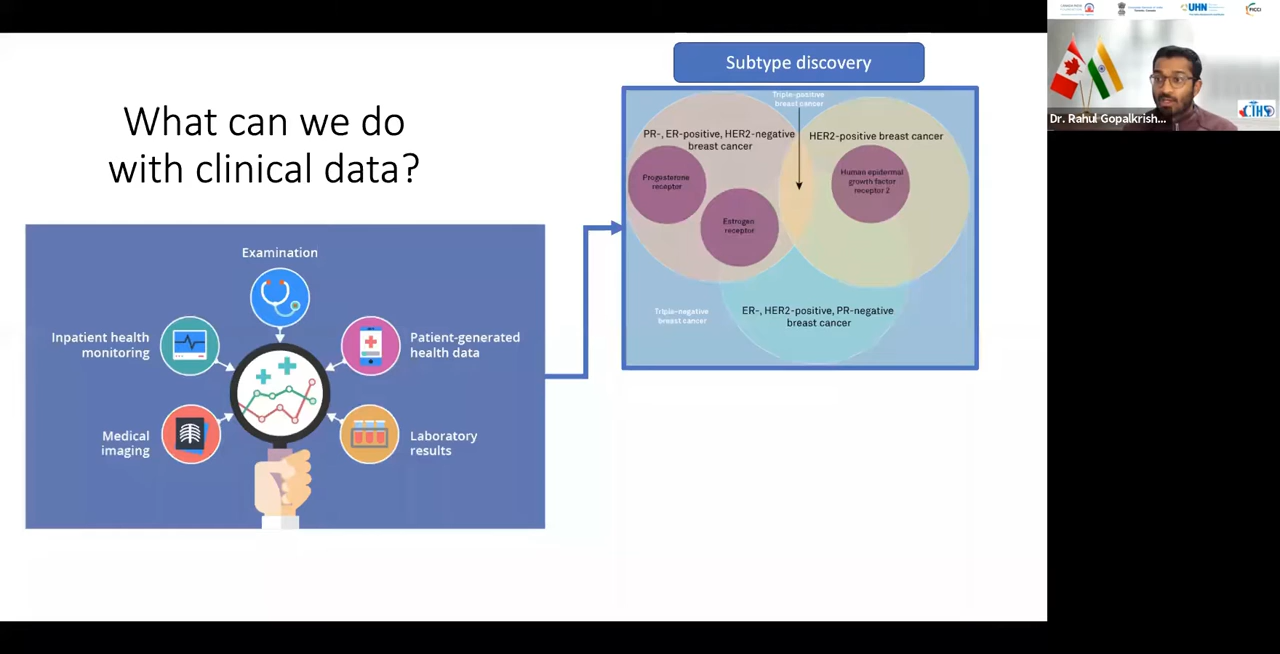 What can we do
with clinical data?
Examination
Inpatient health
monitoring
Patient-generated
health data
Medical
imaging
Laboratory
results
Subtype discovery
Triple-positive
breast cancer
PR-, ER-positive, HER2-negative
breast cancer
HER2-positive breast cancer
Progesterone
receptor
Estrogen
receptor
Human epidermal
growth factor
receptor 2
Triple-negative
breast cancer
ER-, HER2-positive, PR-negative
breast cancer
UHN
FICCI
Dr. Rahul Gopalkrish...